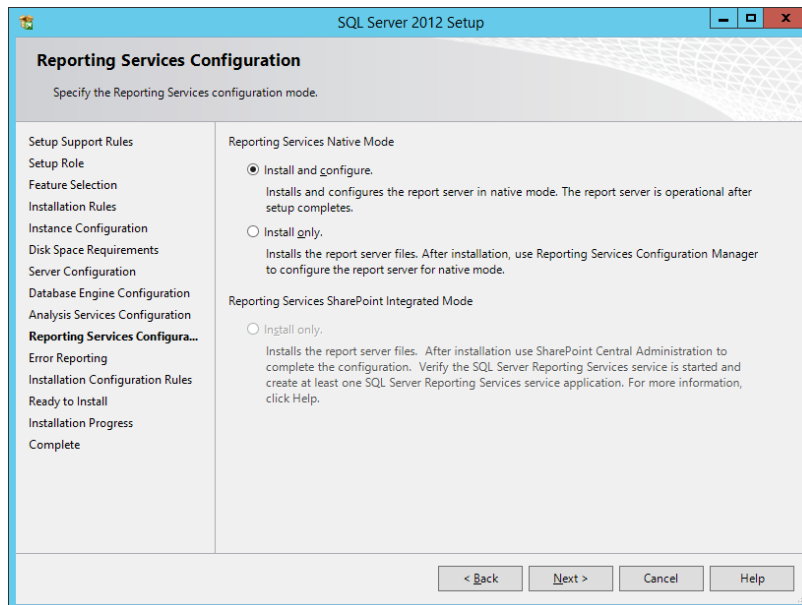 SQL Server 2012 Setup
Reporting Services Configuration
Specify the Reporting Services configuration mode.
Setup Support Rules
Setup Role
Feature Selection
Installation Rules
Instance Configuration
Disk Space Requirements
Server Configuration
Database Engine Configuration
Analysis Services Configuration
Reporting Services Configura...
Error Reporting
Installation Configuration Rules
Ready to Install
Installation Progress
Complete
Reporting Services Native Mode
Install and configure.
Installs and configures the report server in native mode. The report server is operational after
setup completes.
Install only.
Installs the report server files. After installation, use Reporting Services Configuration Manager
to configure the report server for native mode.
Reporting Services SharePoint Integrated Mode
Install only.
Installs the report server files. After installation use SharePoint Central Administration to
complete the configuration. Verify the SQL Server Reporting Services service is started and
create at least one SQL Server Reporting Services service application. For more information,
click Help.
< Back
Next >
Cancel
Help